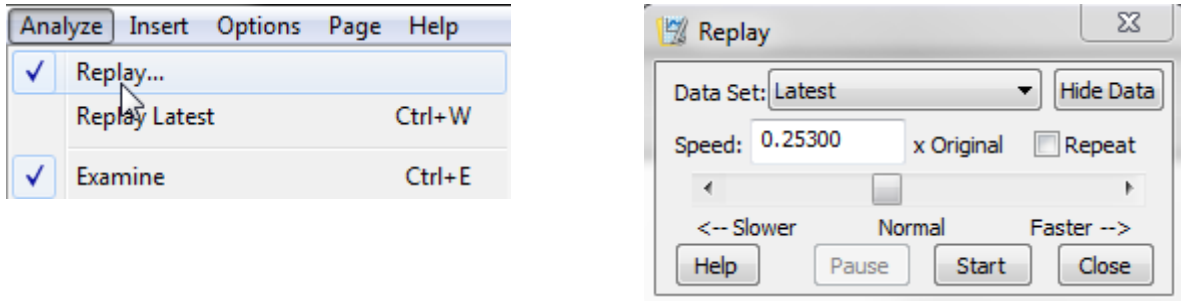 Analyze Insert Options Page Help
Replay...
Replay Latest Ctrl+W
Examine Ctrl+E
Replay
Data Set: Latest Hide Data
Speed: 0.25300 x Original Repeat
<-- Slower Normal Faster -->
Help Pause Start Close